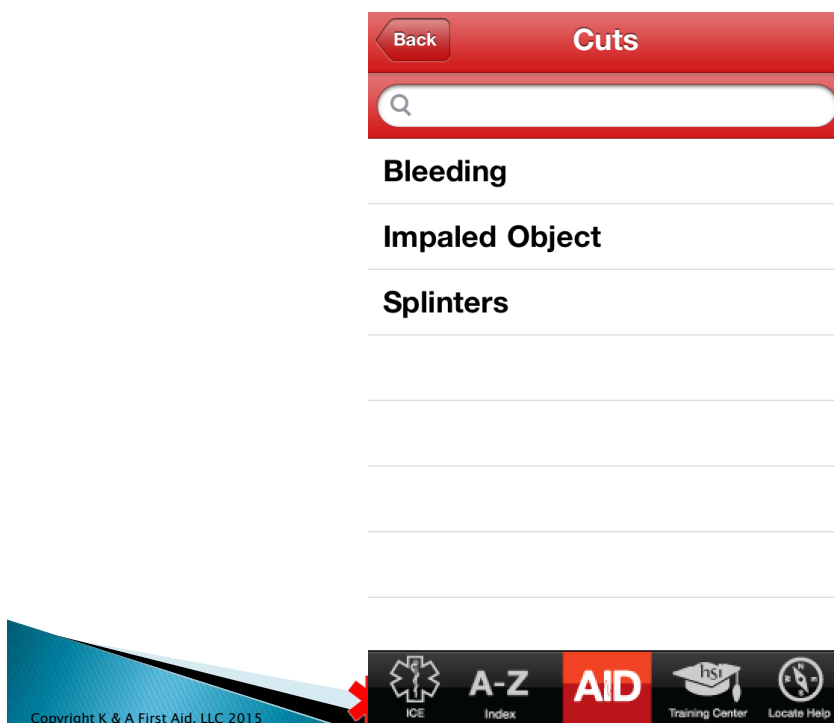 Back
Cuts
Bleeding
Impaled Object
Splinters
A-Z
AID
hsi
ICE
Index
Training Center
Locate Help
Copyright K & A First Aid, LLC 2015